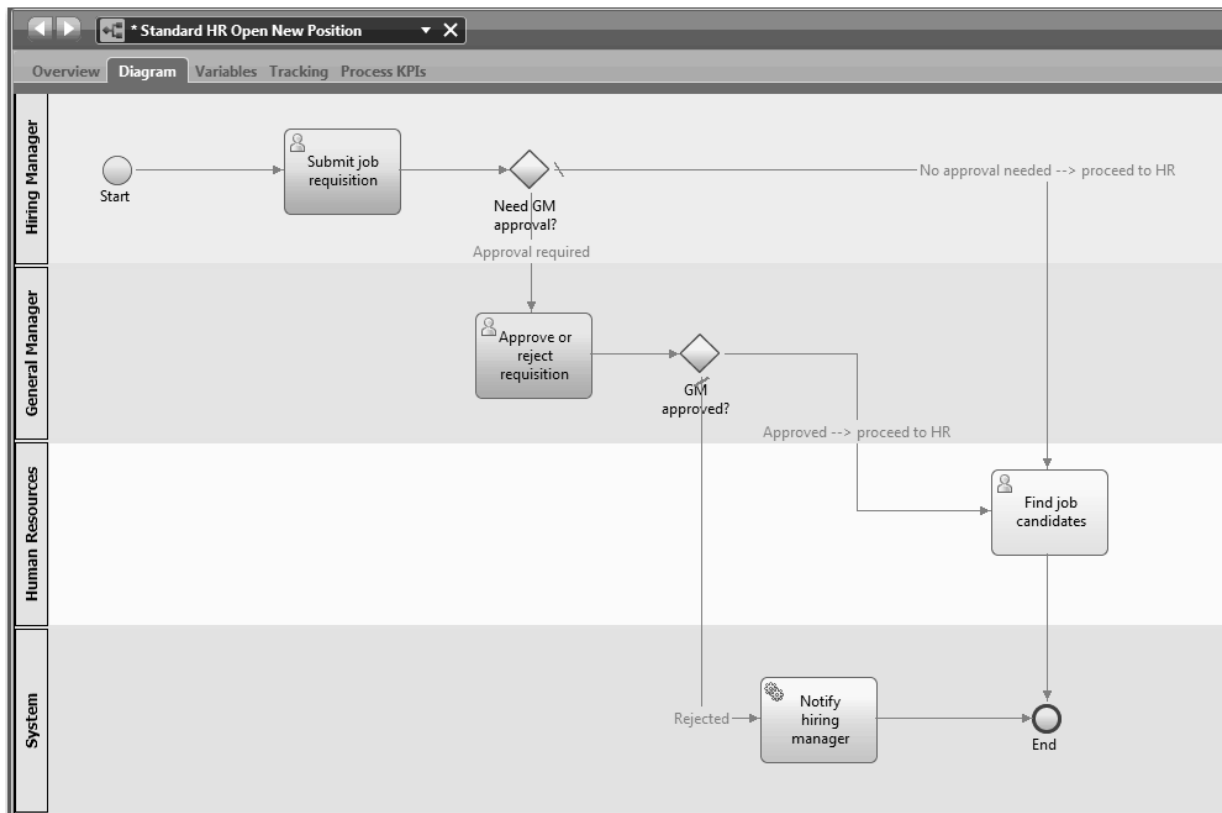 * Standard HR Open New Position
Overview Diagram Variables Tracking Process KPIs
Hiring Manager
Start
Submit job
requisition
Need GM
approval?
No approval needed --> proceed to HR
Approval required
General Manager
Approve or
reject
requisition
GM
approved?
Approved --> proceed to HR
Human Resources
Find job
candidates
System
Rejected
Notify
hiring
manager
End